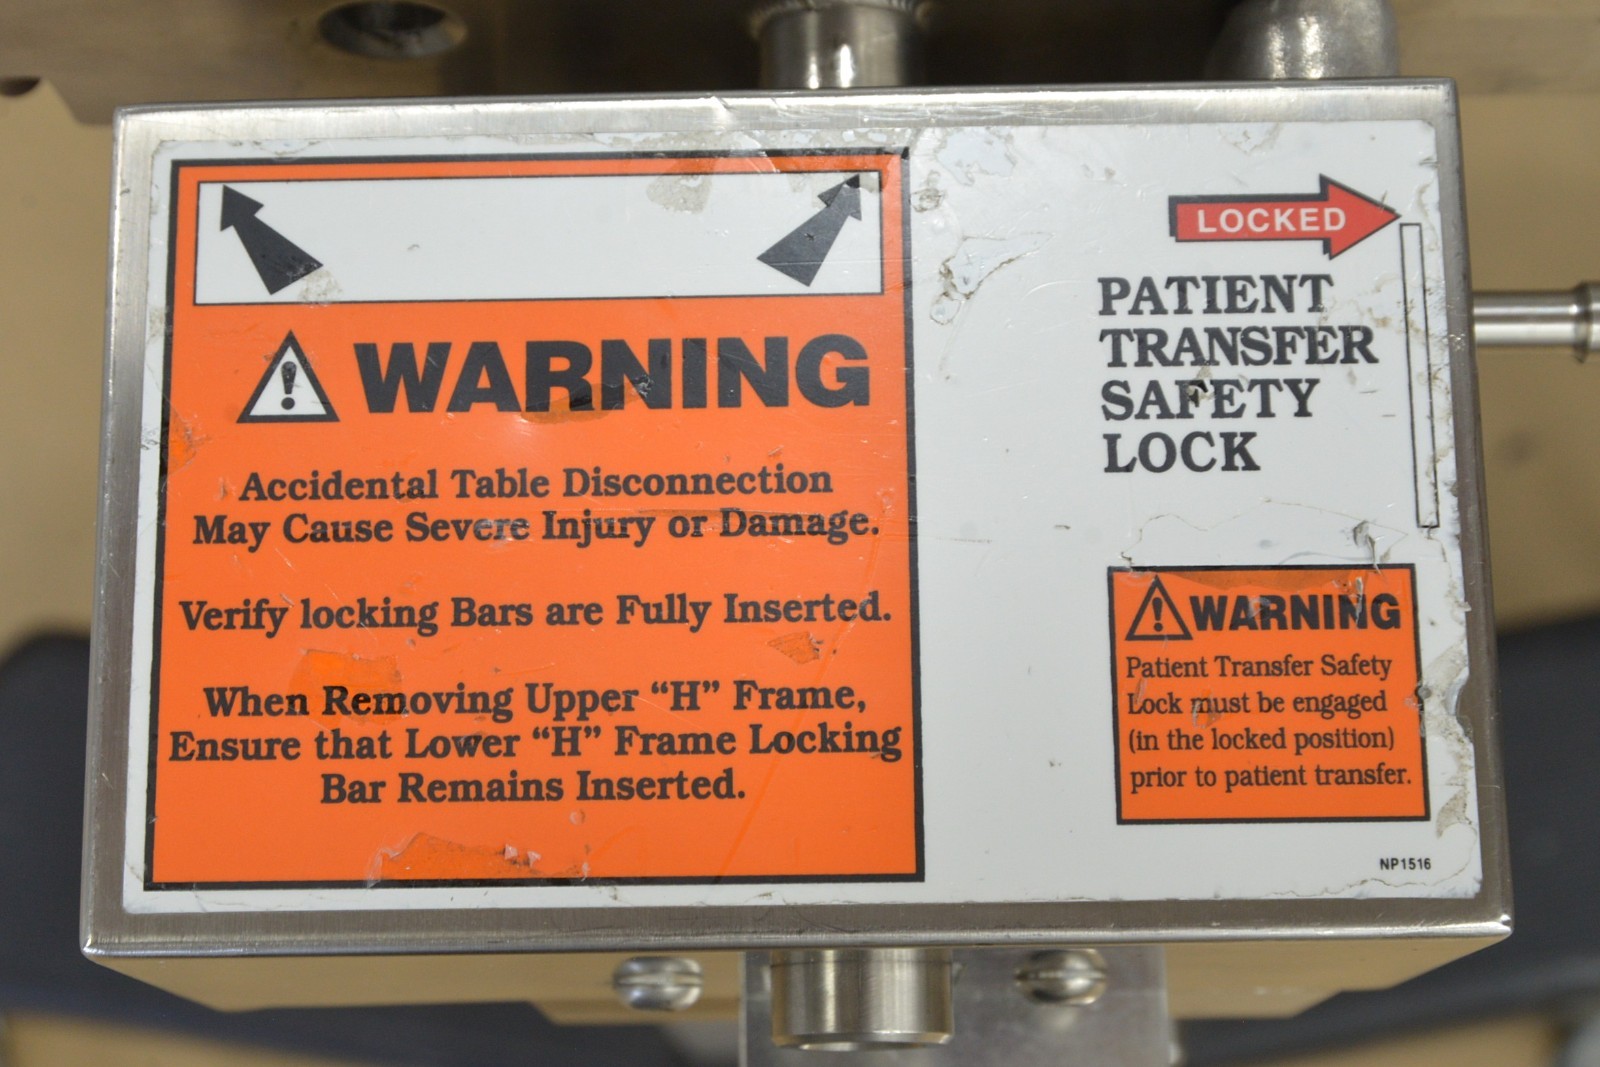 WARNING
Accidental Table Disconnection
May Cause Severe Injury or Damage.
Verify locking Bars are Fully Inserted.
When Removing Upper “H” Frame,
Ensure that Lower “H” Frame Locking
Bar Remains Inserted.
LOCKED
PATIENT
TRANSFER
SAFETY
LOCK
WARNING
Patient Transfer Safety
Lock must be engaged
(in the locked position)
prior to patient transfer.
NP1516